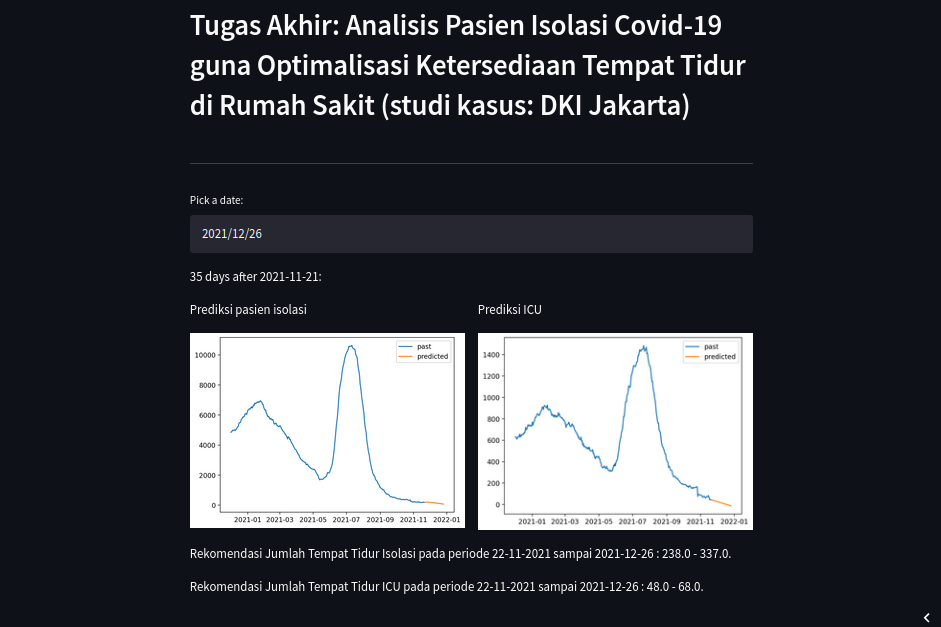 Tugas Akhir: Analisis Pasien Isolasi Covid-19
guna Optimalisasi Ketersediaan Tempat Tidur
di Rumah Sakit (studi kasus: DKI Jakarta)
Pick a date:
2021/12/26
35 days after 2021-11-21:
Prediksi pasien isolasi
past
predicted
10000
8000
6000
4000
2000
0
2021-01 2021-03 2021-05 2021-07 2021-09 2021-11 2022-01
Prediksi ICU
past
predicted
1400
1200
1000
800
600
400
200
0
2021-01 2021-03 2021-05 2021-07 2021-09 2021-11 2022-01
Rekomendasi Jumlah Tempat Tidur Isolasi pada periode 22-11-2021 sampai 2021-12-26 : 238.0 - 337.0.
Rekomendasi Jumlah Tempat Tidur ICU pada periode 22-11-2021 sampai 2021-12-26 : 48.0 - 68.0.